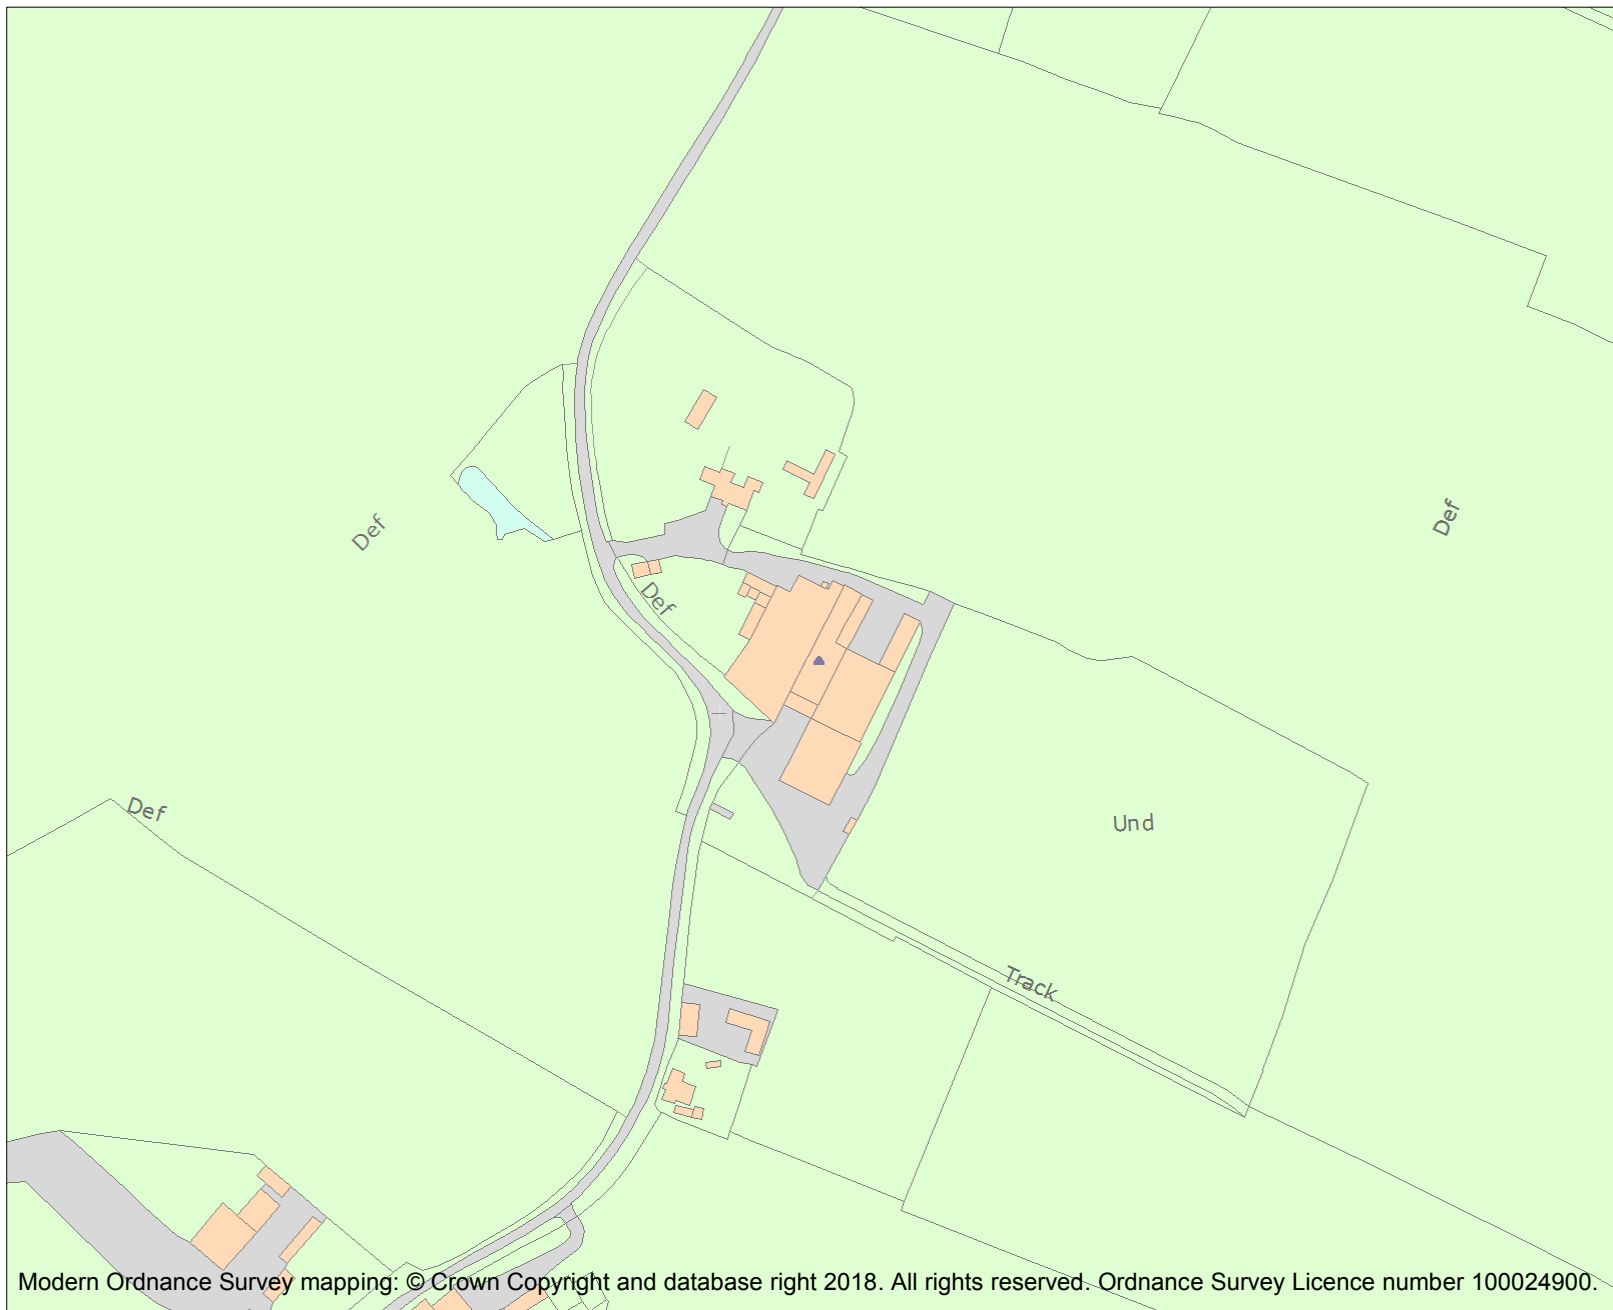 Def
Def
Def
Def
Und
Track
Modern Ordnance Survey mapping: © Crown Copyright and database right 2018. All rights reserved. Ordnance Survey Licence number 100024900.